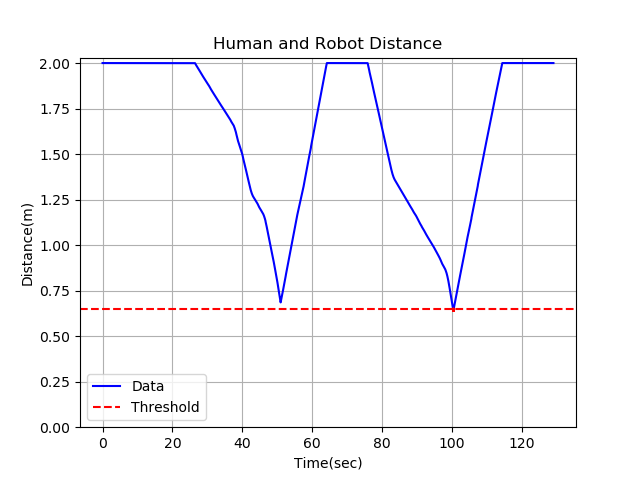 Human and Robot Distance
2.00
1.75
1.50
1.25
1.00
0.75
0.50
0.25
0.00
Distance(m)
Data
Threshold
0 20 40 60 80 100 120
Time(sec)